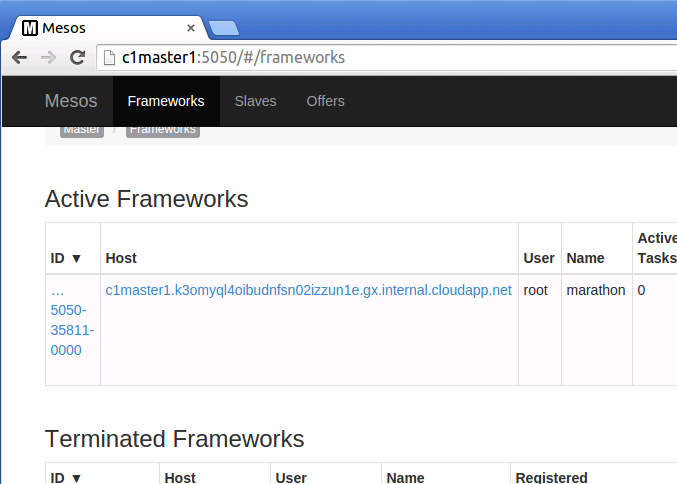 M Mesos ×
c1master1:5050/#/frameworks
Mesos Frameworks Slaves Offers
Master / Frameworks
Active Frameworks
ID ▼ Host User Name Active Tasks
…5050-35811-0000 c1master1.k3omyql4oibudnfsn02izzun1e.gx.internal.cloudapp.net root marathon 0
Terminated Frameworks
ID ▼ Host User Name Registered